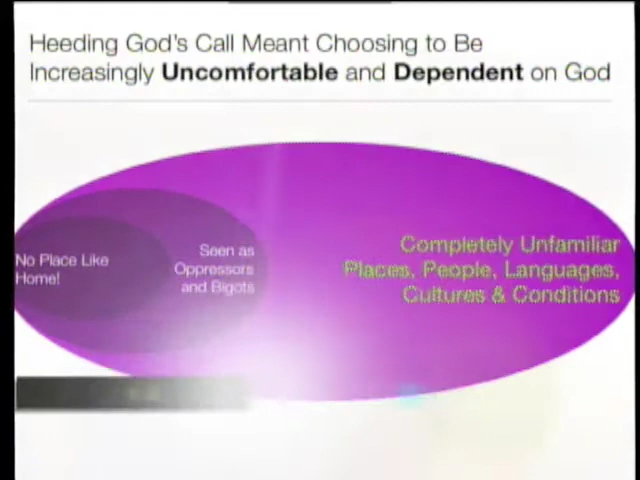 Heeding God's Call Meant Choosing to Be
Increasingly Uncomfortable and Dependent on God
No Place Like
Home!
Seen as
Oppressors
and Bigots
Completely Unfamiliar
Places, People, Languages,
Cultures & Conditions